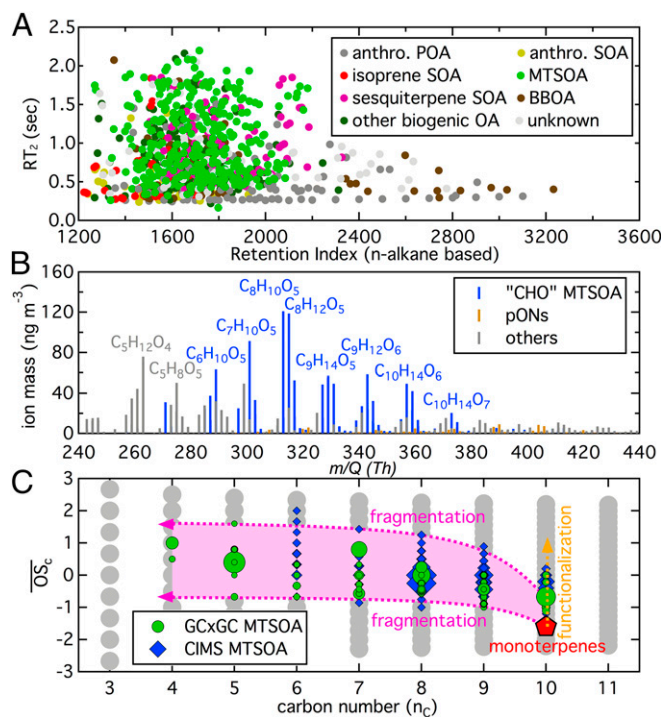 A
2.5
2.0
1.5
1.0
0.5
0.0
RT₂ (sec)
anthro. POA
anthro. SOA
isoprene SOA
MTSOA
sesquiterpene SOA
BBOA
other biogenic OA
unknown
1200 1600 2000 2400 2800 3200 3600
Retention Index (n-alkane based)
B
160
120
80
40
0
ion mass (ng m⁻³)
C₅H₁₂O₄
C₅H₈O₅
C₆H₁₀O₅
C₇H₁₀O₅
C₈H₁₀O₅
C₈H₁₂O₅
C₉H₁₄O₅
C₉H₁₂O₆
C₁₀H₁₄O₆
C₁₀H₁₄O₇
"CHO" MTSOA
pONs
others
240 260 280 300 320 340 360 380 400 420 440
m/Q (Th)
C
3
2
1
0
-1
-2
-3
OSc
fragmentation
fragmentation
functionalization
monoterpenes
GCxGC MTSOA
CIMS MTSOA
3 4 5 6 7 8 9 10 11
carbon number (nC)